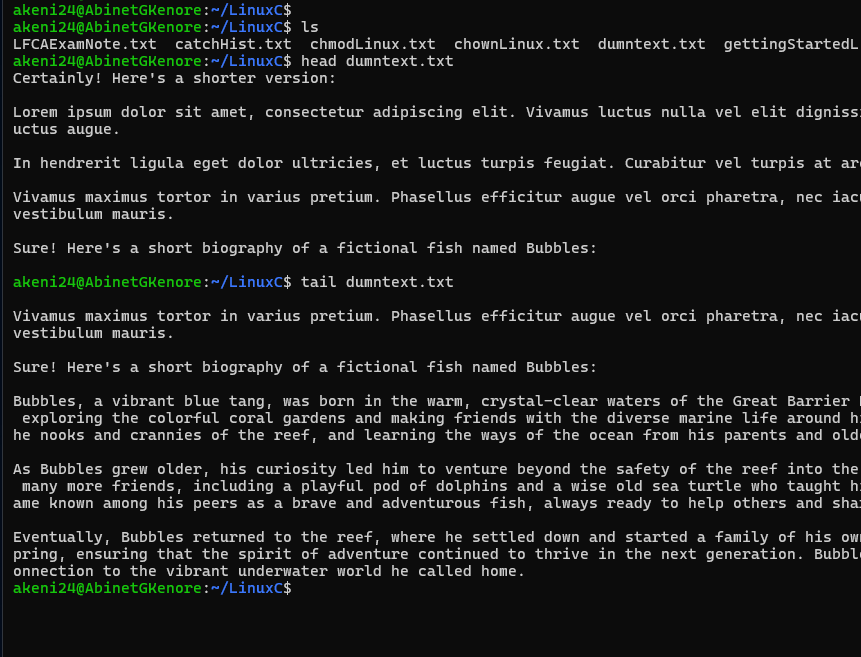 akeni24@AbinetGKenore:~/LinuxC$
akeni24@AbinetGKenore:~/LinuxC$ ls
LFCAExamNote.txt  catchHist.txt  chmodLinux.txt  chownLinux.txt  dumntext.txt  gettingStartedL
akeni24@AbinetGKenore:~/LinuxC$ head dumntext.txt
Certainly! Here's a shorter version:
Lorem ipsum dolor sit amet, consectetur adipiscing elit. Vivamus luctus nulla vel elit digniss
uctus augue.
In hendrerit ligula eget dolor ultricies, et luctus turpis feugiat. Curabitur vel turpis at
Vivamus maximus tortor in varius pretium. Phasellus efficitur augue vel orci pharetra, nec
vestibulum mauris.
Sure! Here's a short biography of a fictional fish named Bubbles:
akeni24@AbinetGKenore:~/LinuxC$ tail dumntext.txt
Vivamus maximus tortor in varius pretium. Phasellus efficitur augue vel orci pharetra, nec
vestibulum mauris.
Sure! Here's a short biography of a fictional fish named Bubbles:
Bubbles, a vibrant blue tang, was born in the warm, crystal-clear waters of the Great Barrier
exploring the colorful coral gardens and making friends with the diverse marine life around
he nooks and crannies of the reef, and learning the ways of the ocean from his parents and
As Bubbles grew older, his curiosity led him to venture beyond the safety of the reef into the
many more friends, including a playful pod of dolphins and a wise old sea turtle who taught
ame known among his peers as a brave and adventurous fish, always ready to help others and
Eventually, Bubbles returned to the reef, where he settled down and started a family of his
pring, ensuring that the spirit of adventure continued to thrive in the next generation.
onnection to the vibrant underwater world he called home.
akeni24@AbinetGKenore:~/LinuxC$